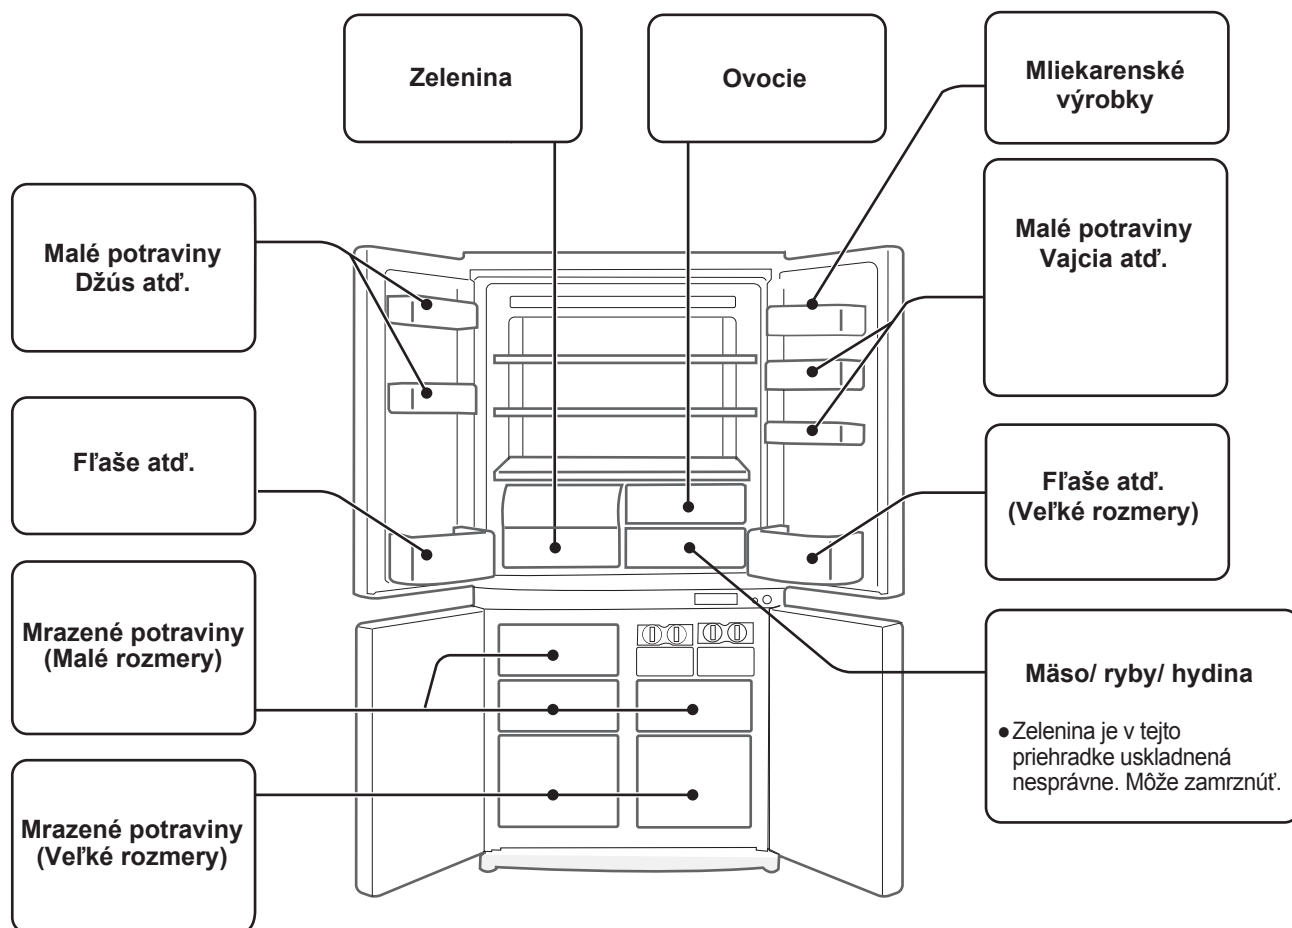 Zelenina
Ovocie
Mliekarenské
výrobky
Malé potraviny
Džús atď.
Malé potraviny
Vajcia atď.
Fľaše atď.
Fľaše atď.
(Veľké rozmery)
Mrazené potraviny
(Malé rozmery)
Mäso/ ryby/ hydina
●Zelenina je v tejto
priehradke uskladnená
nesprávne. Môže zamrznúť.
Mrazené potraviny
(Veľké rozmery)